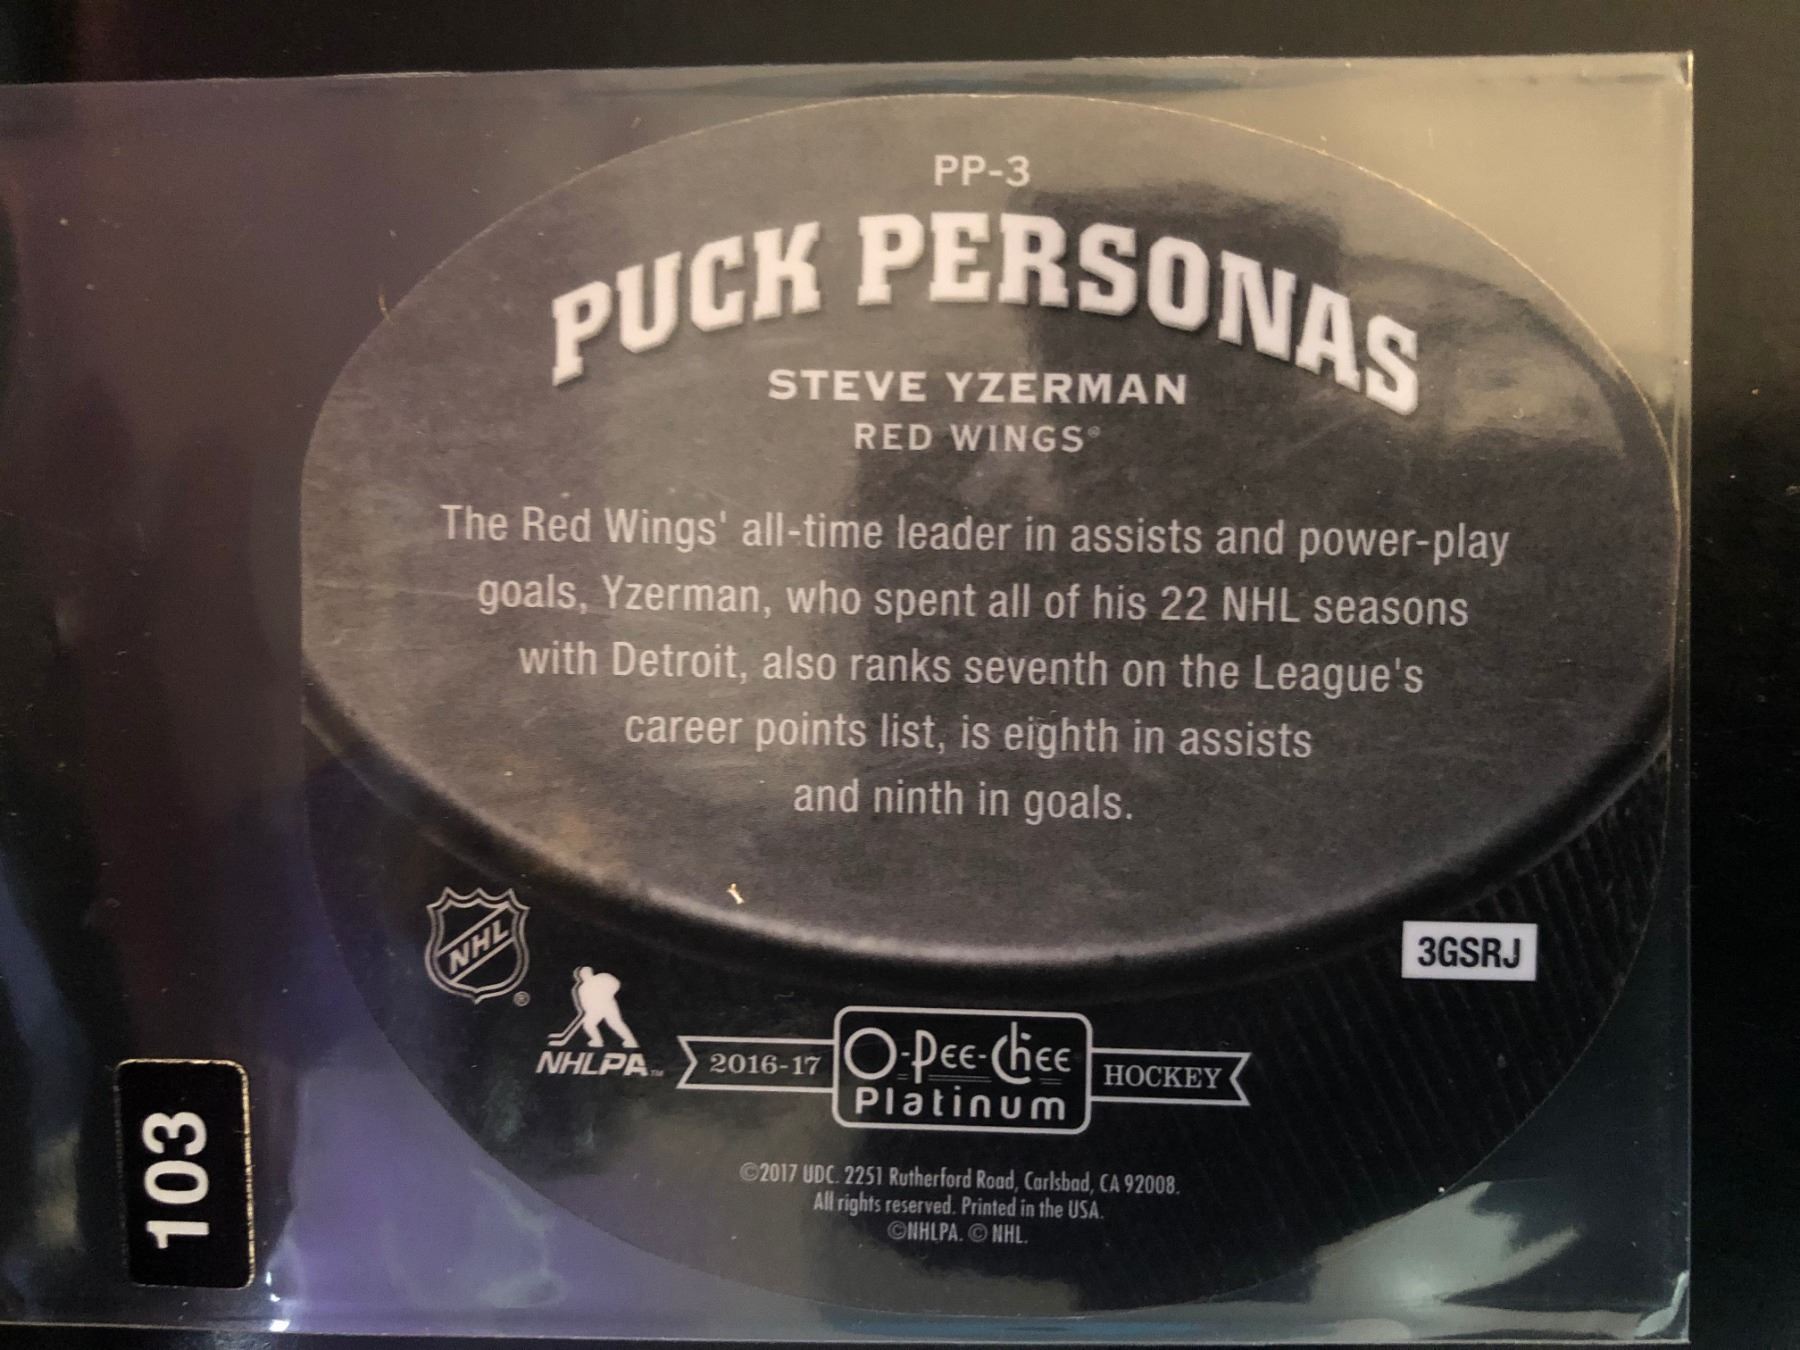 PP-3
PUCK PERSONAS
STEVE YZERMAN
RED WINGS®
The Red Wings' all-time leader in assists and power-play
goals, Yzerman, who spent all of his 22 NHL seasons
with Detroit, also ranks seventh on the League's
career points list, is eighth in assists
and ninth in goals.
NHL ®
3GSRJ
NHLPA™
2016-17 O-Pee-Chee HOCKEY
Platinum
©2017 UDC. 2251 Rutherford Road, Carlsbad, CA 92008.
All rights reserved. Printed in the USA.
©NHLPA. © NHL.
103